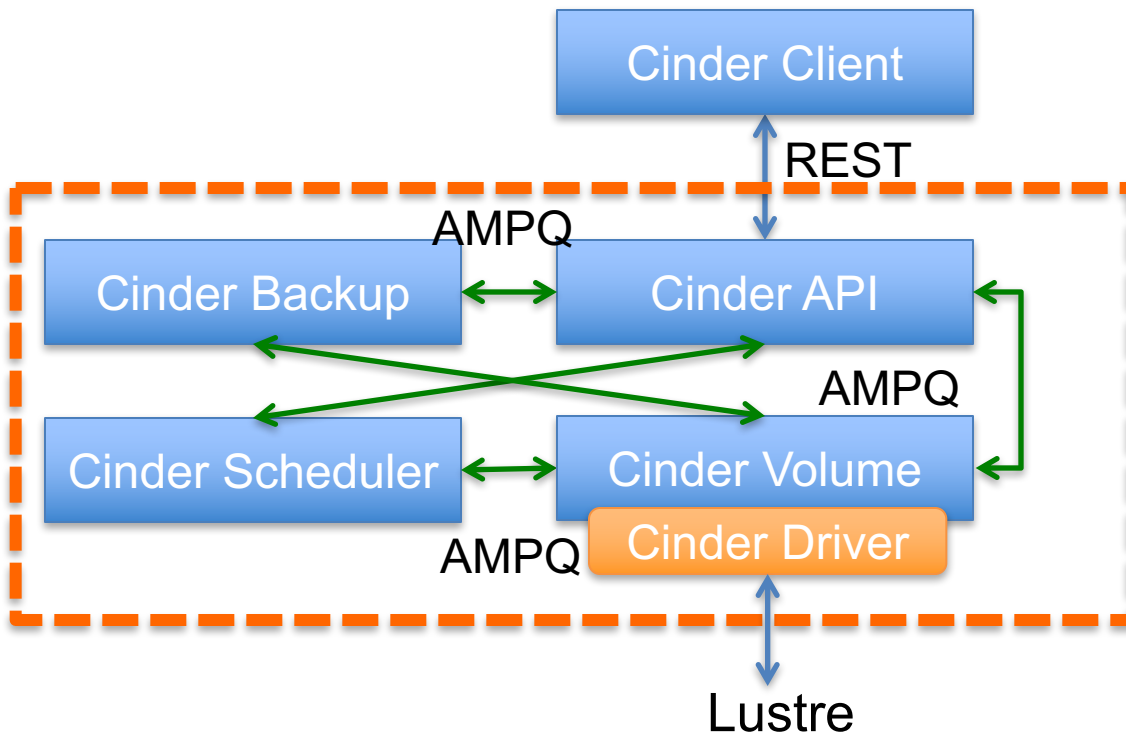 Cinder Client
REST
AMPQ
Cinder Backup
Cinder API
AMPQ
Cinder Scheduler
Cinder Volume
Cinder Driver
AMPQ
Lustre